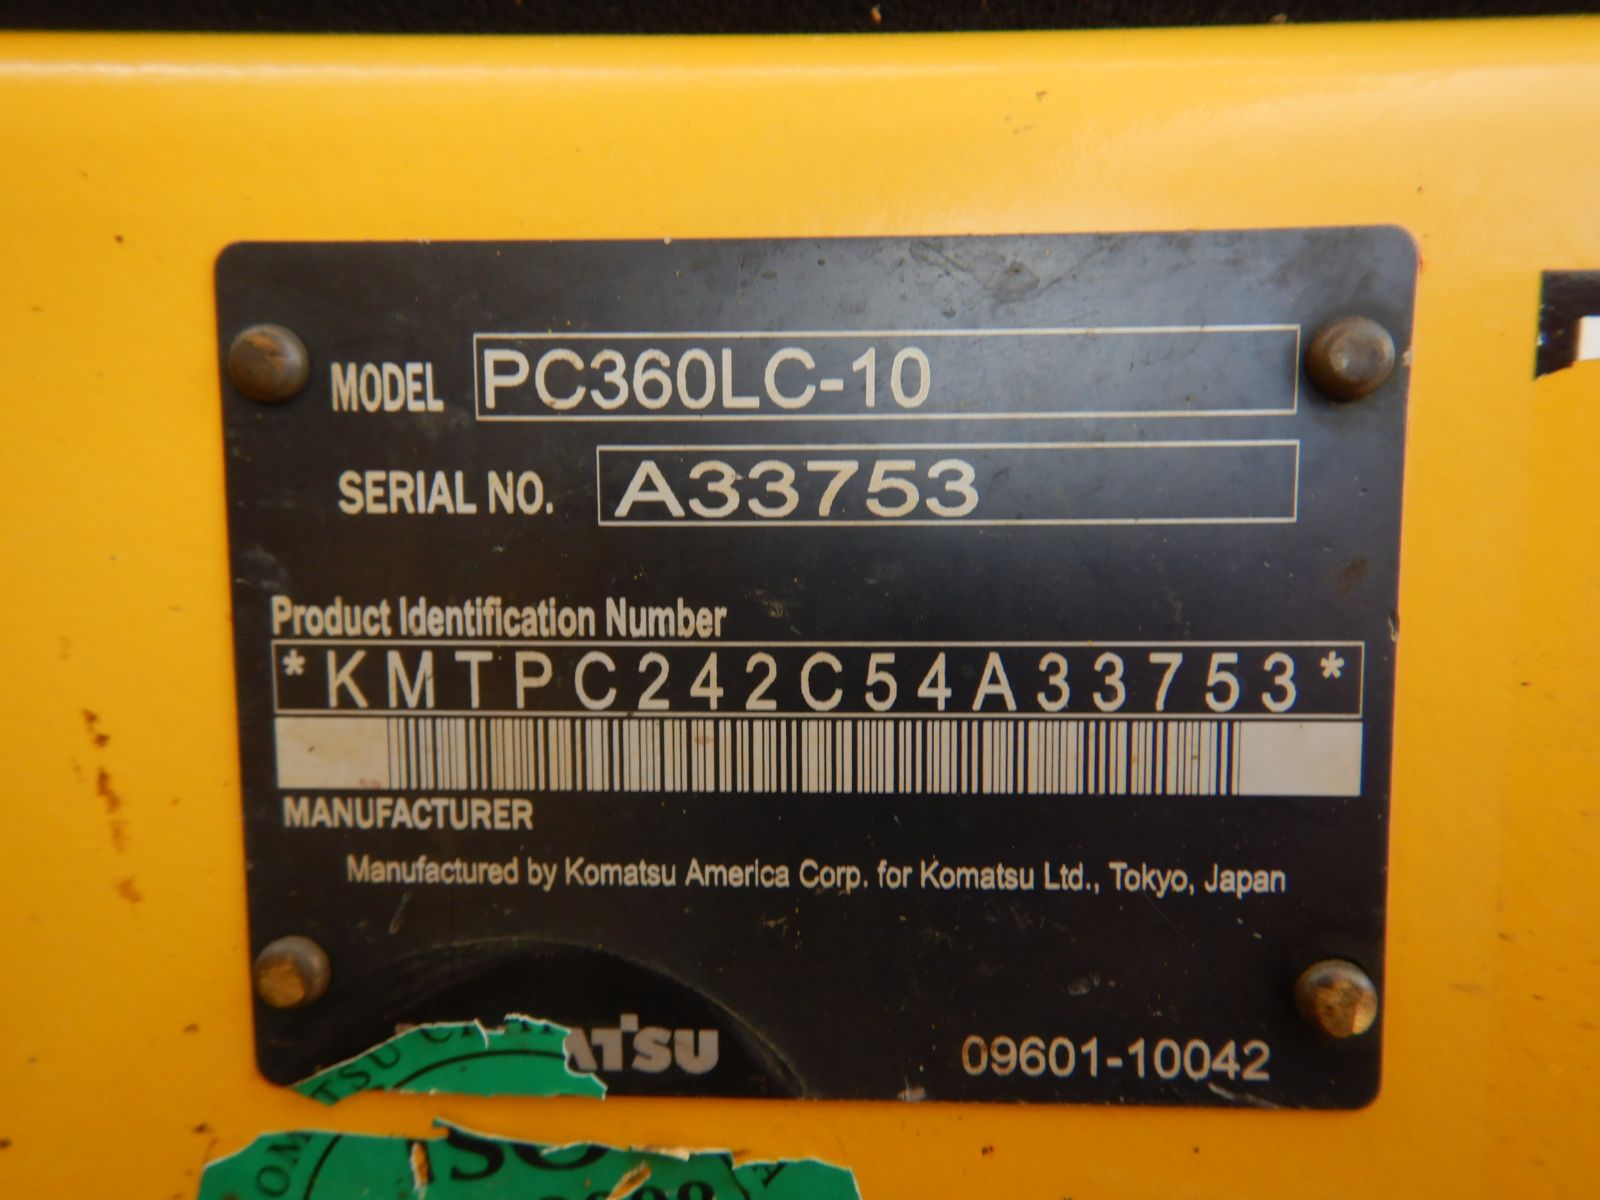 MODEL PC360LC-10
SERIAL NO. A33753
Product Identification Number
*KMTPC242C54A33753*
MANUFACTURER
Manufactured by Komatsu America Corp. for Komatsu Ltd., Tokyo, Japan
09601-10042